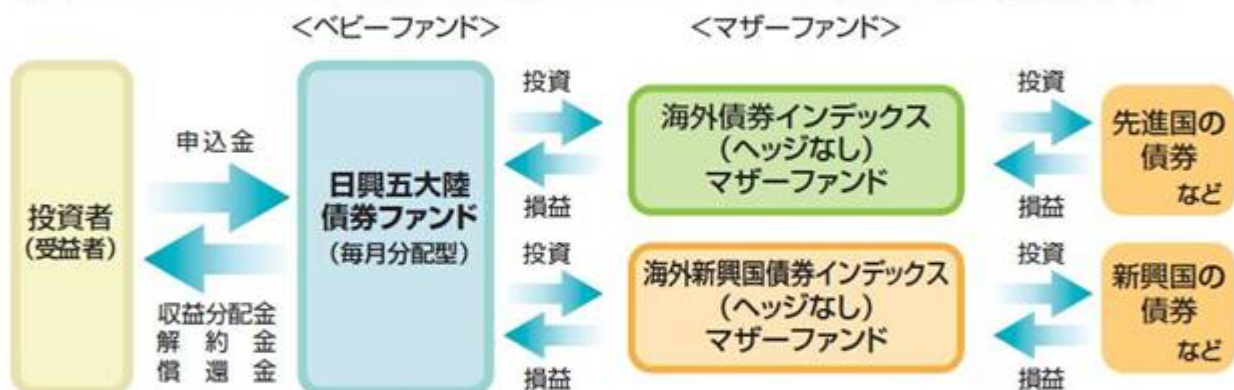 <ベビーファンド>
<マザーファンド>
投資者
(受益者)
申込金
収益分配金
解約金
償還金
日興五大陸
債券ファンド
(毎月分配型)
投資
損益
海外債券インデックス
(ヘッジなし)
マザーファンド
投資
損益
先進国の
債券
など
投資
損益
海外新興国債券インデックス
(ヘッジなし)
マザーファンド
投資
損益
新興国の
債券
など